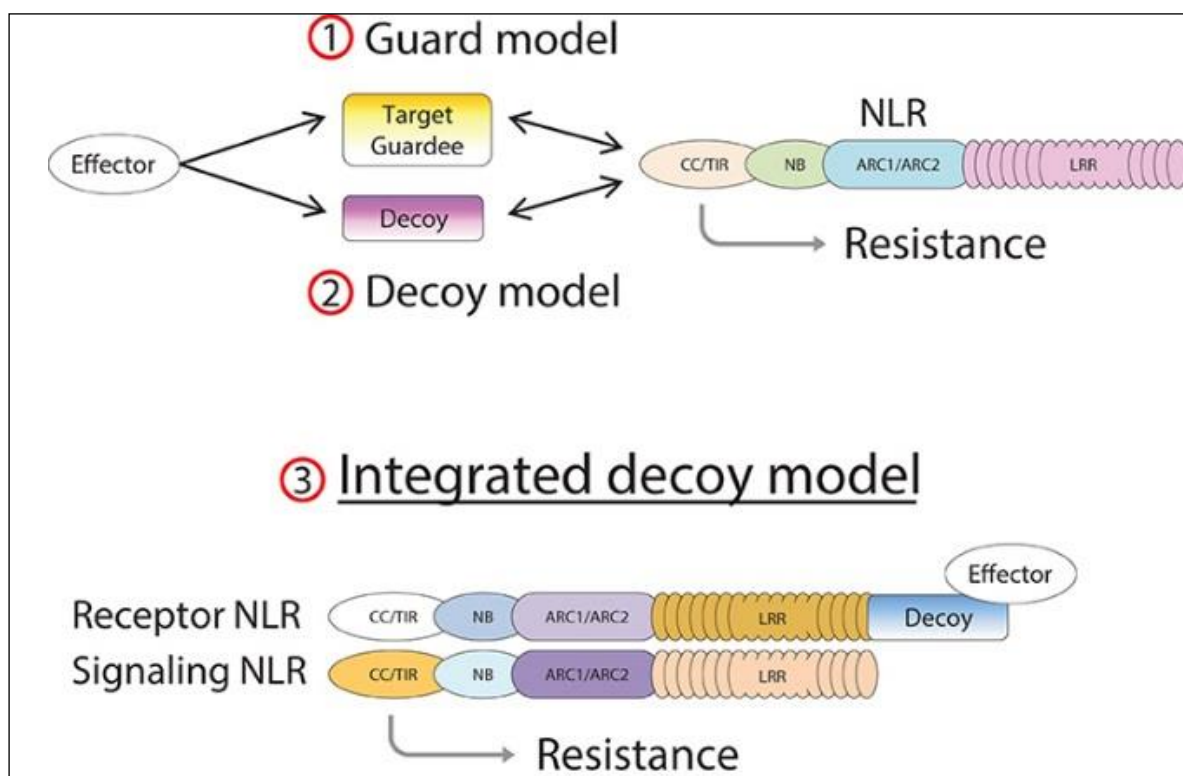 1 Guard model
Target
Guardee
NLR
Effector
CC/TIR NB ARC1/ARC2 LRR
Decoy
Resistance
2 Decoy model
3 Integrated decoy model
Effector
Receptor NLR CC/TIR NB ARC1/ARC2 LRR Decoy
Signaling NLR CC/TIR NB ARC1/ARC2 LRR
Resistance